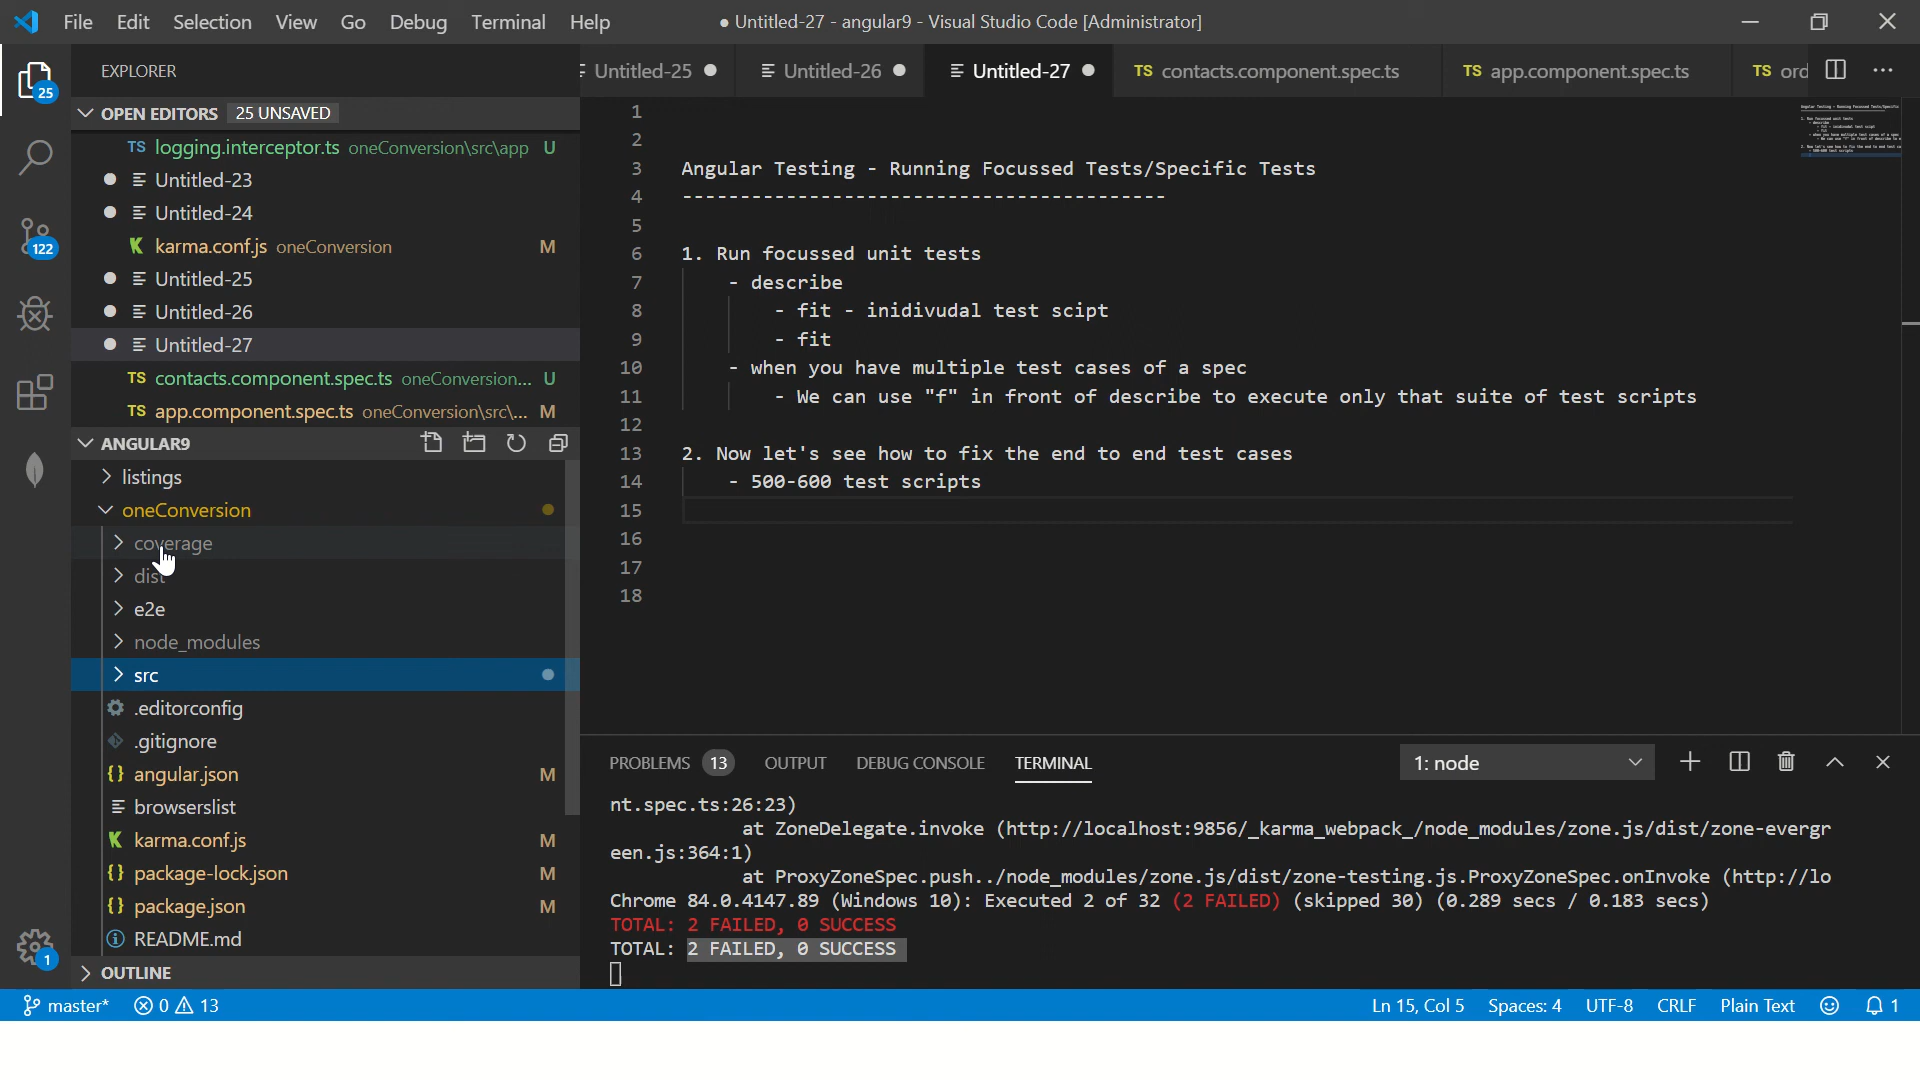 File Edit Selection View Go Debug Terminal Help
● Untitled-27 - angular9 - Visual Studio Code [Administrator]
EXPLORER
Untitled-25
Untitled-26
Untitled-27
TS contacts.component.spec.ts
TS app.component.spec.ts
TS ord
25
122
1
OPEN EDITORS 25 UNSAVED
TS logging.interceptor.ts oneConversion\src\app U
Untitled-23
Untitled-24
karma.conf.js oneConversion M
Untitled-25
Untitled-26
Untitled-27
TS contacts.component.spec.ts oneConversion... U
TS app.component.spec.ts oneConversion\src\... M
ANGULAR9
listings
oneConversion
coverage
dist
e2e
node_modules
src
.editorconfig
.gitignore
{} angular.json M
browserslist
karma.conf.js M
{} package-lock.json M
{} package.json M
README.md
OUTLINE
1
2
3 Angular Testing - Running Focussed Tests/Specific Tests
4 ------------------------------------------
5
6 1. Run focussed unit tests
7 - describe
8 - fit - inidivudal test scipt
9 - fit
10 - when you have multiple test cases of a spec
11 - We can use "f" in front of describe to execute only that suite of test scripts
12
13 2. Now let's see how to fix the end to end test cases
14 - 500-600 test scripts
15
16
17
18
PROBLEMS 13 OUTPUT DEBUG CONSOLE TERMINAL 1: node
nt.spec.ts:26:23)
at ZoneDelegate.invoke (http://localhost:9856/_karma_webpack_/node_modules/zone.js/dist/zone-evergr
een.js:364:1)
at ProxyZoneSpec.push../node_modules/zone.js/dist/zone-testing.js.ProxyZoneSpec.onInvoke (http://lo
Chrome 84.0.4147.89 (Windows 10): Executed 2 of 32 (2 FAILED) (skipped 30) (0.289 secs / 0.183 secs)
TOTAL: 2 FAILED, 0 SUCCESS
TOTAL: 2 FAILED, 0 SUCCESS
master* 0 13 Ln 15, Col 5 Spaces: 4 UTF-8 CRLF Plain Text 1